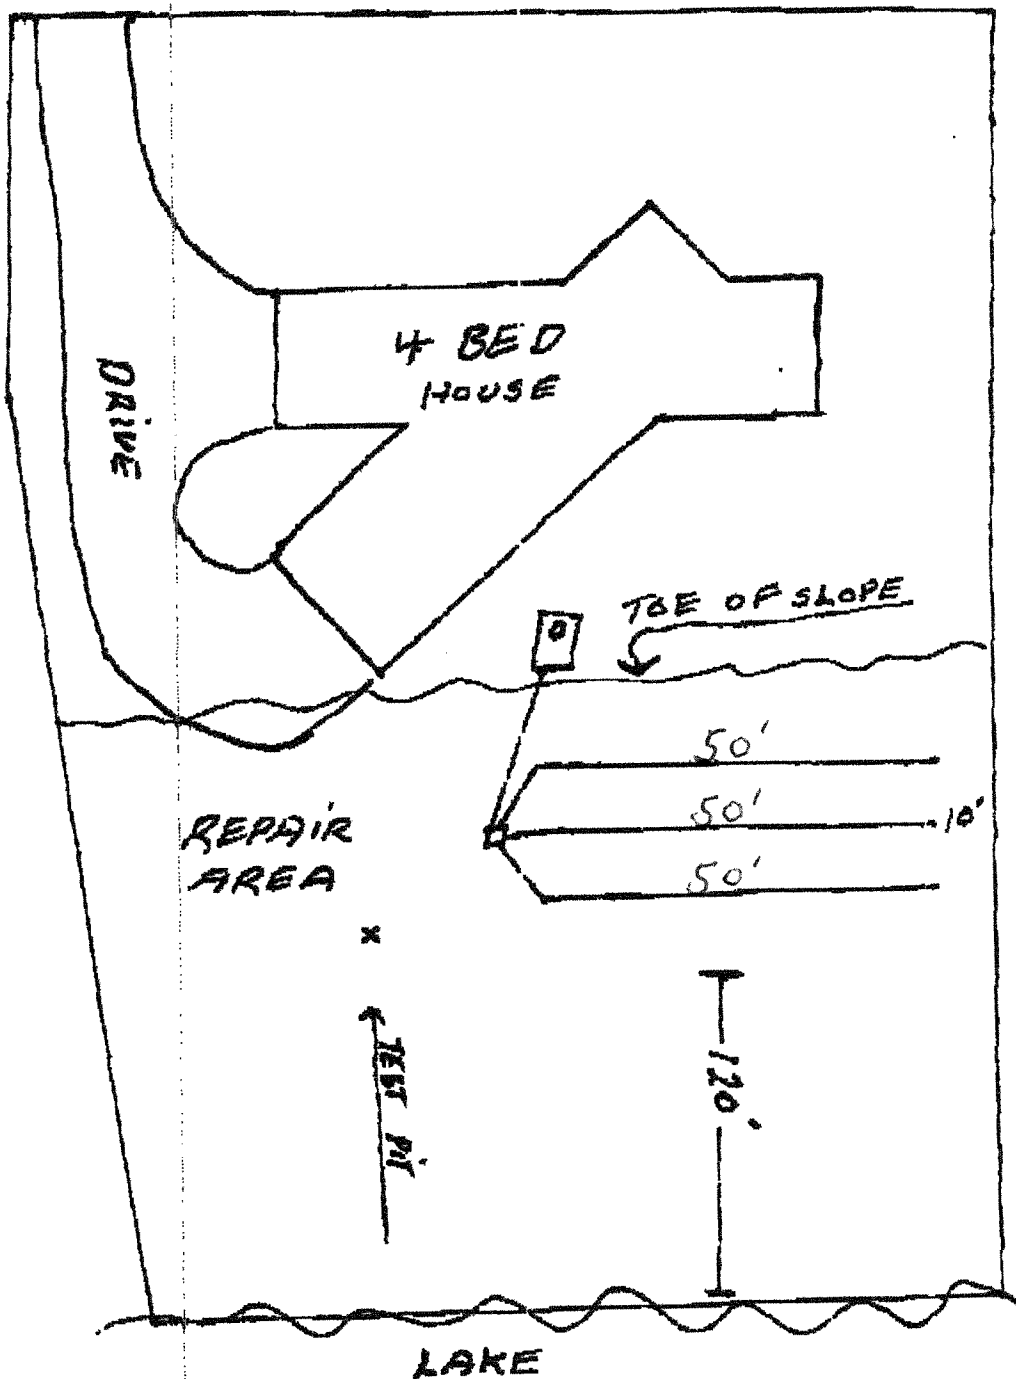 4 BED
HOUSE
DRIVE
TOE OF SLOPE
50'
50'
10'
50'
REPAIR
AREA
x
TEST PIT
120'
LAKE